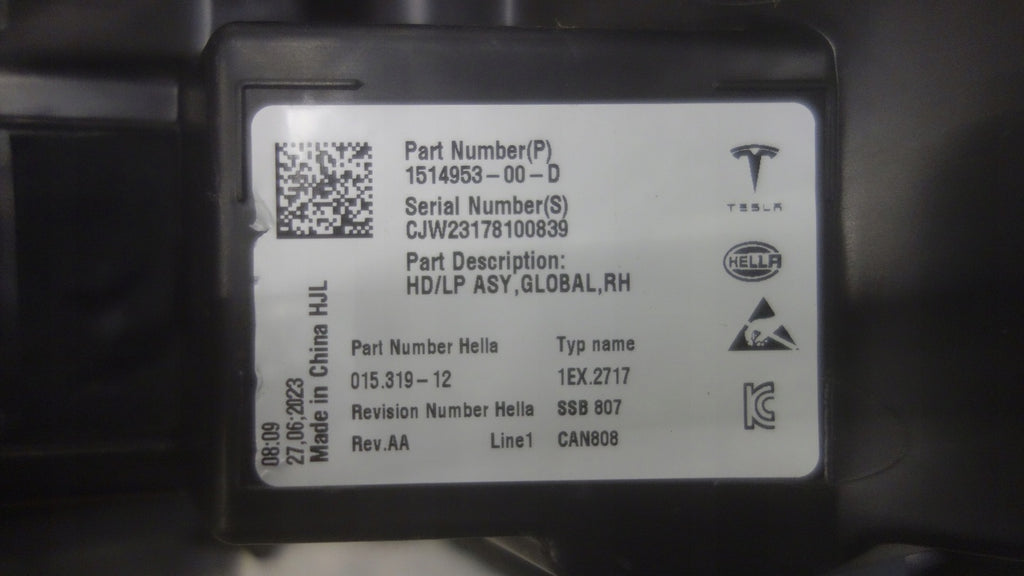 Part Number(P)
1514953-00-D
Serial Number(S)
CJW23178100839
Part Description:
HD/LP ASY,GLOBAL,RH
TESLA
HELLA
Part Number Hella Typ name
015.319-12 1EX.2717
Revision Number Hella SSB 807
Rev.AA Line1 CAN808
08:09
27,06;2023
Made in China HJL